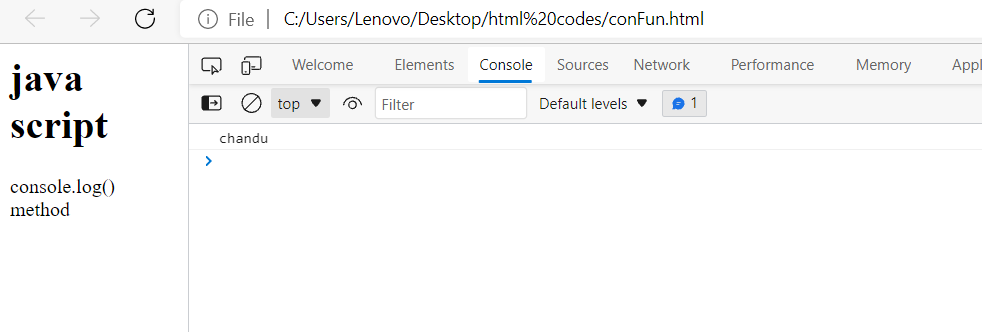 File | C:/Users/Lenovo/Desktop/html%20codes/conFun.html
java
script
console.log()
method
Welcome Elements Console Sources Network Performance Memory Appl
top Filter Default levels 1
chandu